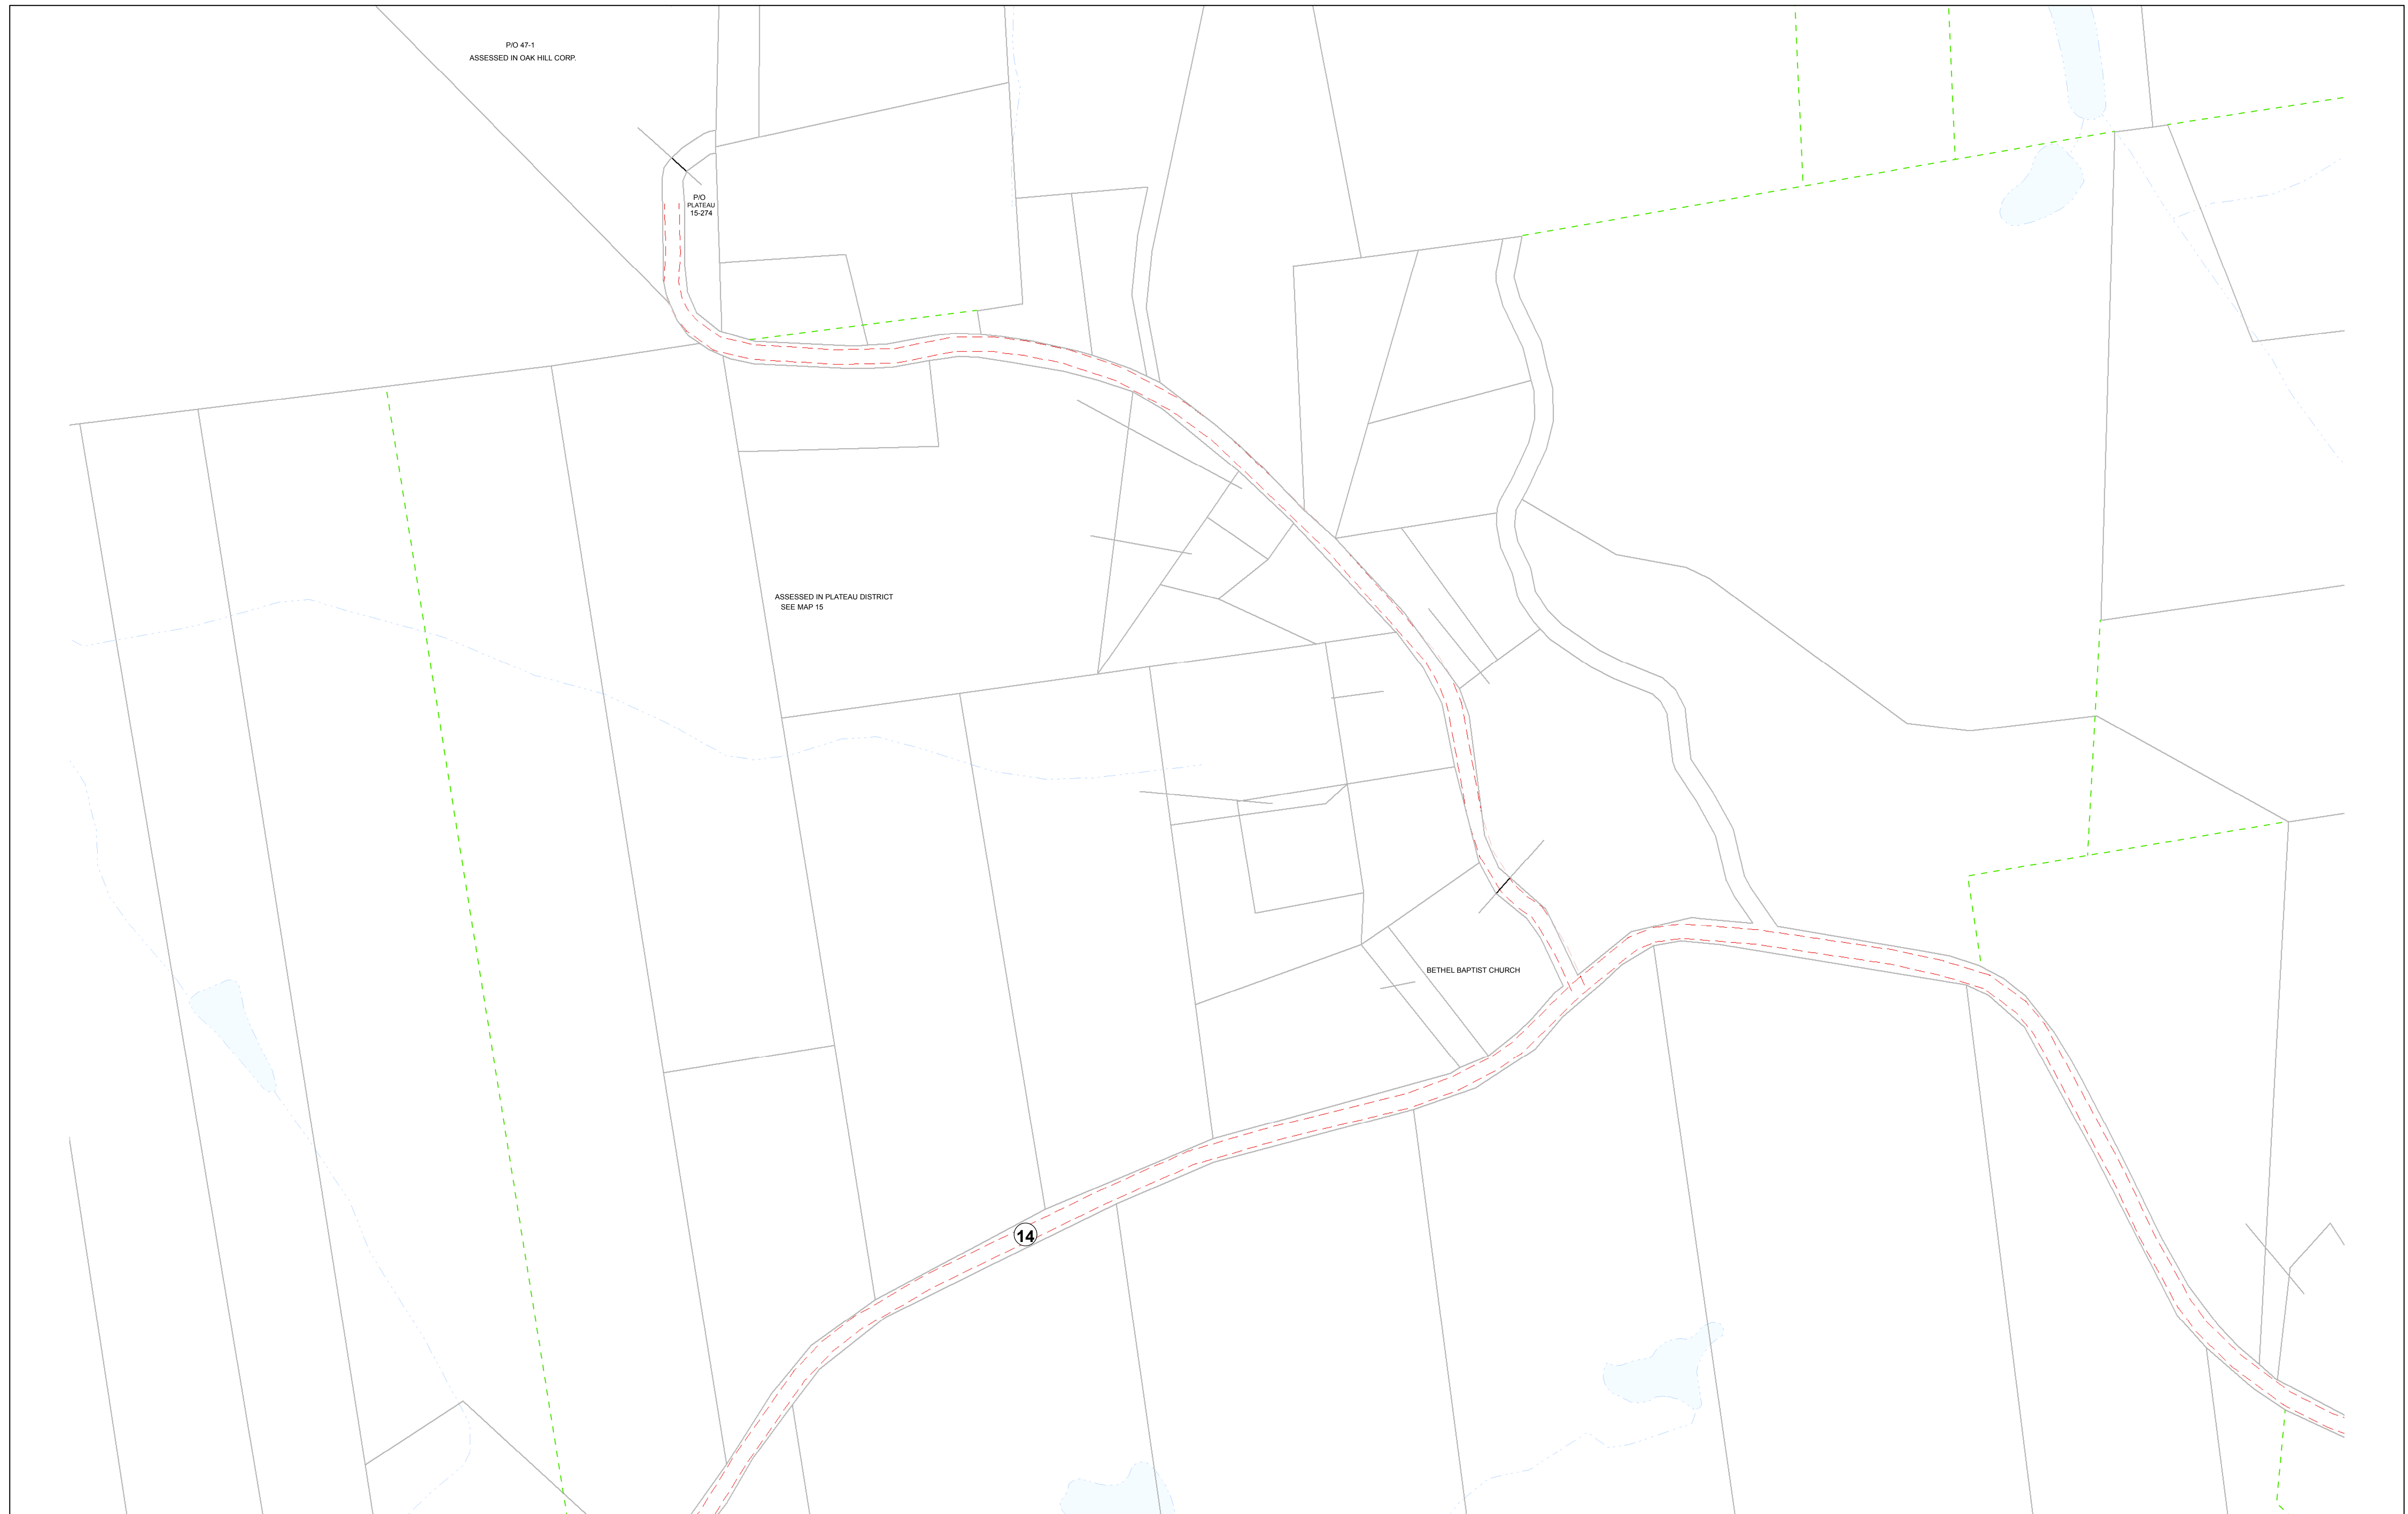 P/O 47-1
ASSESSED IN OAK HILL CORP.
P/O
PLATEAU
15-274
ASSESSED IN PLATEAU DISTRICT
SEE MAP 15
BETHEL BAPTIST CHURCH
14